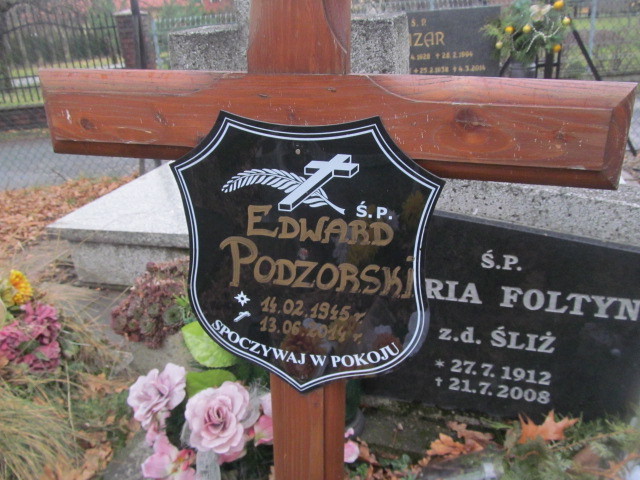 Ś.P.
EDWARD
PODZORSKI
14.02.1945 r.
13.06.2014 r.
SPOCZYWAJ W POKOJU
Ś.P.
RIA FOLTYN
z.d. ŚLIŻ
* 27.7.1912
† 21.7.2008
Ś. P.
ZAR